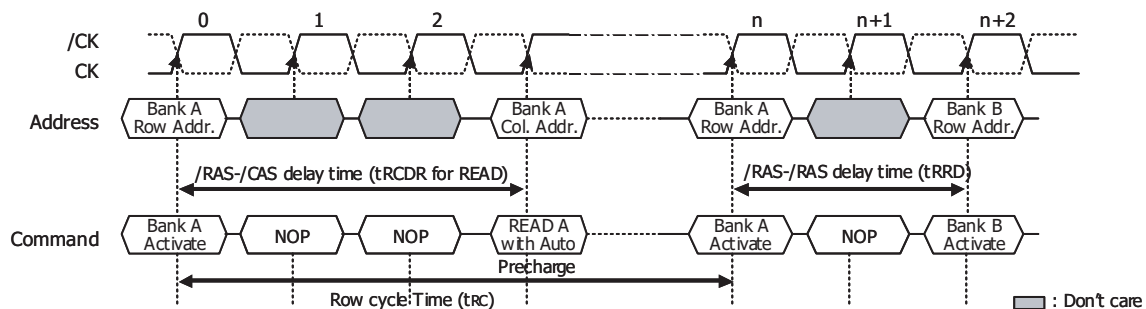 0 1 2 n n+1 n+2
/CK
CK
Address
Bank A
Row Addr.
Bank A
Col. Addr.
Bank A
Row Addr.
Bank B
Row Addr.
/RAS-/CAS delay time (tRCDR for READ)
/RAS-/RAS delay time (tRRD)
Command
Bank A
Activate
NOP
NOP
READ A
with Auto
Precharge
Bank A
Activate
NOP
Bank B
Activate
Row cycle Time (tRC)
: Don't care